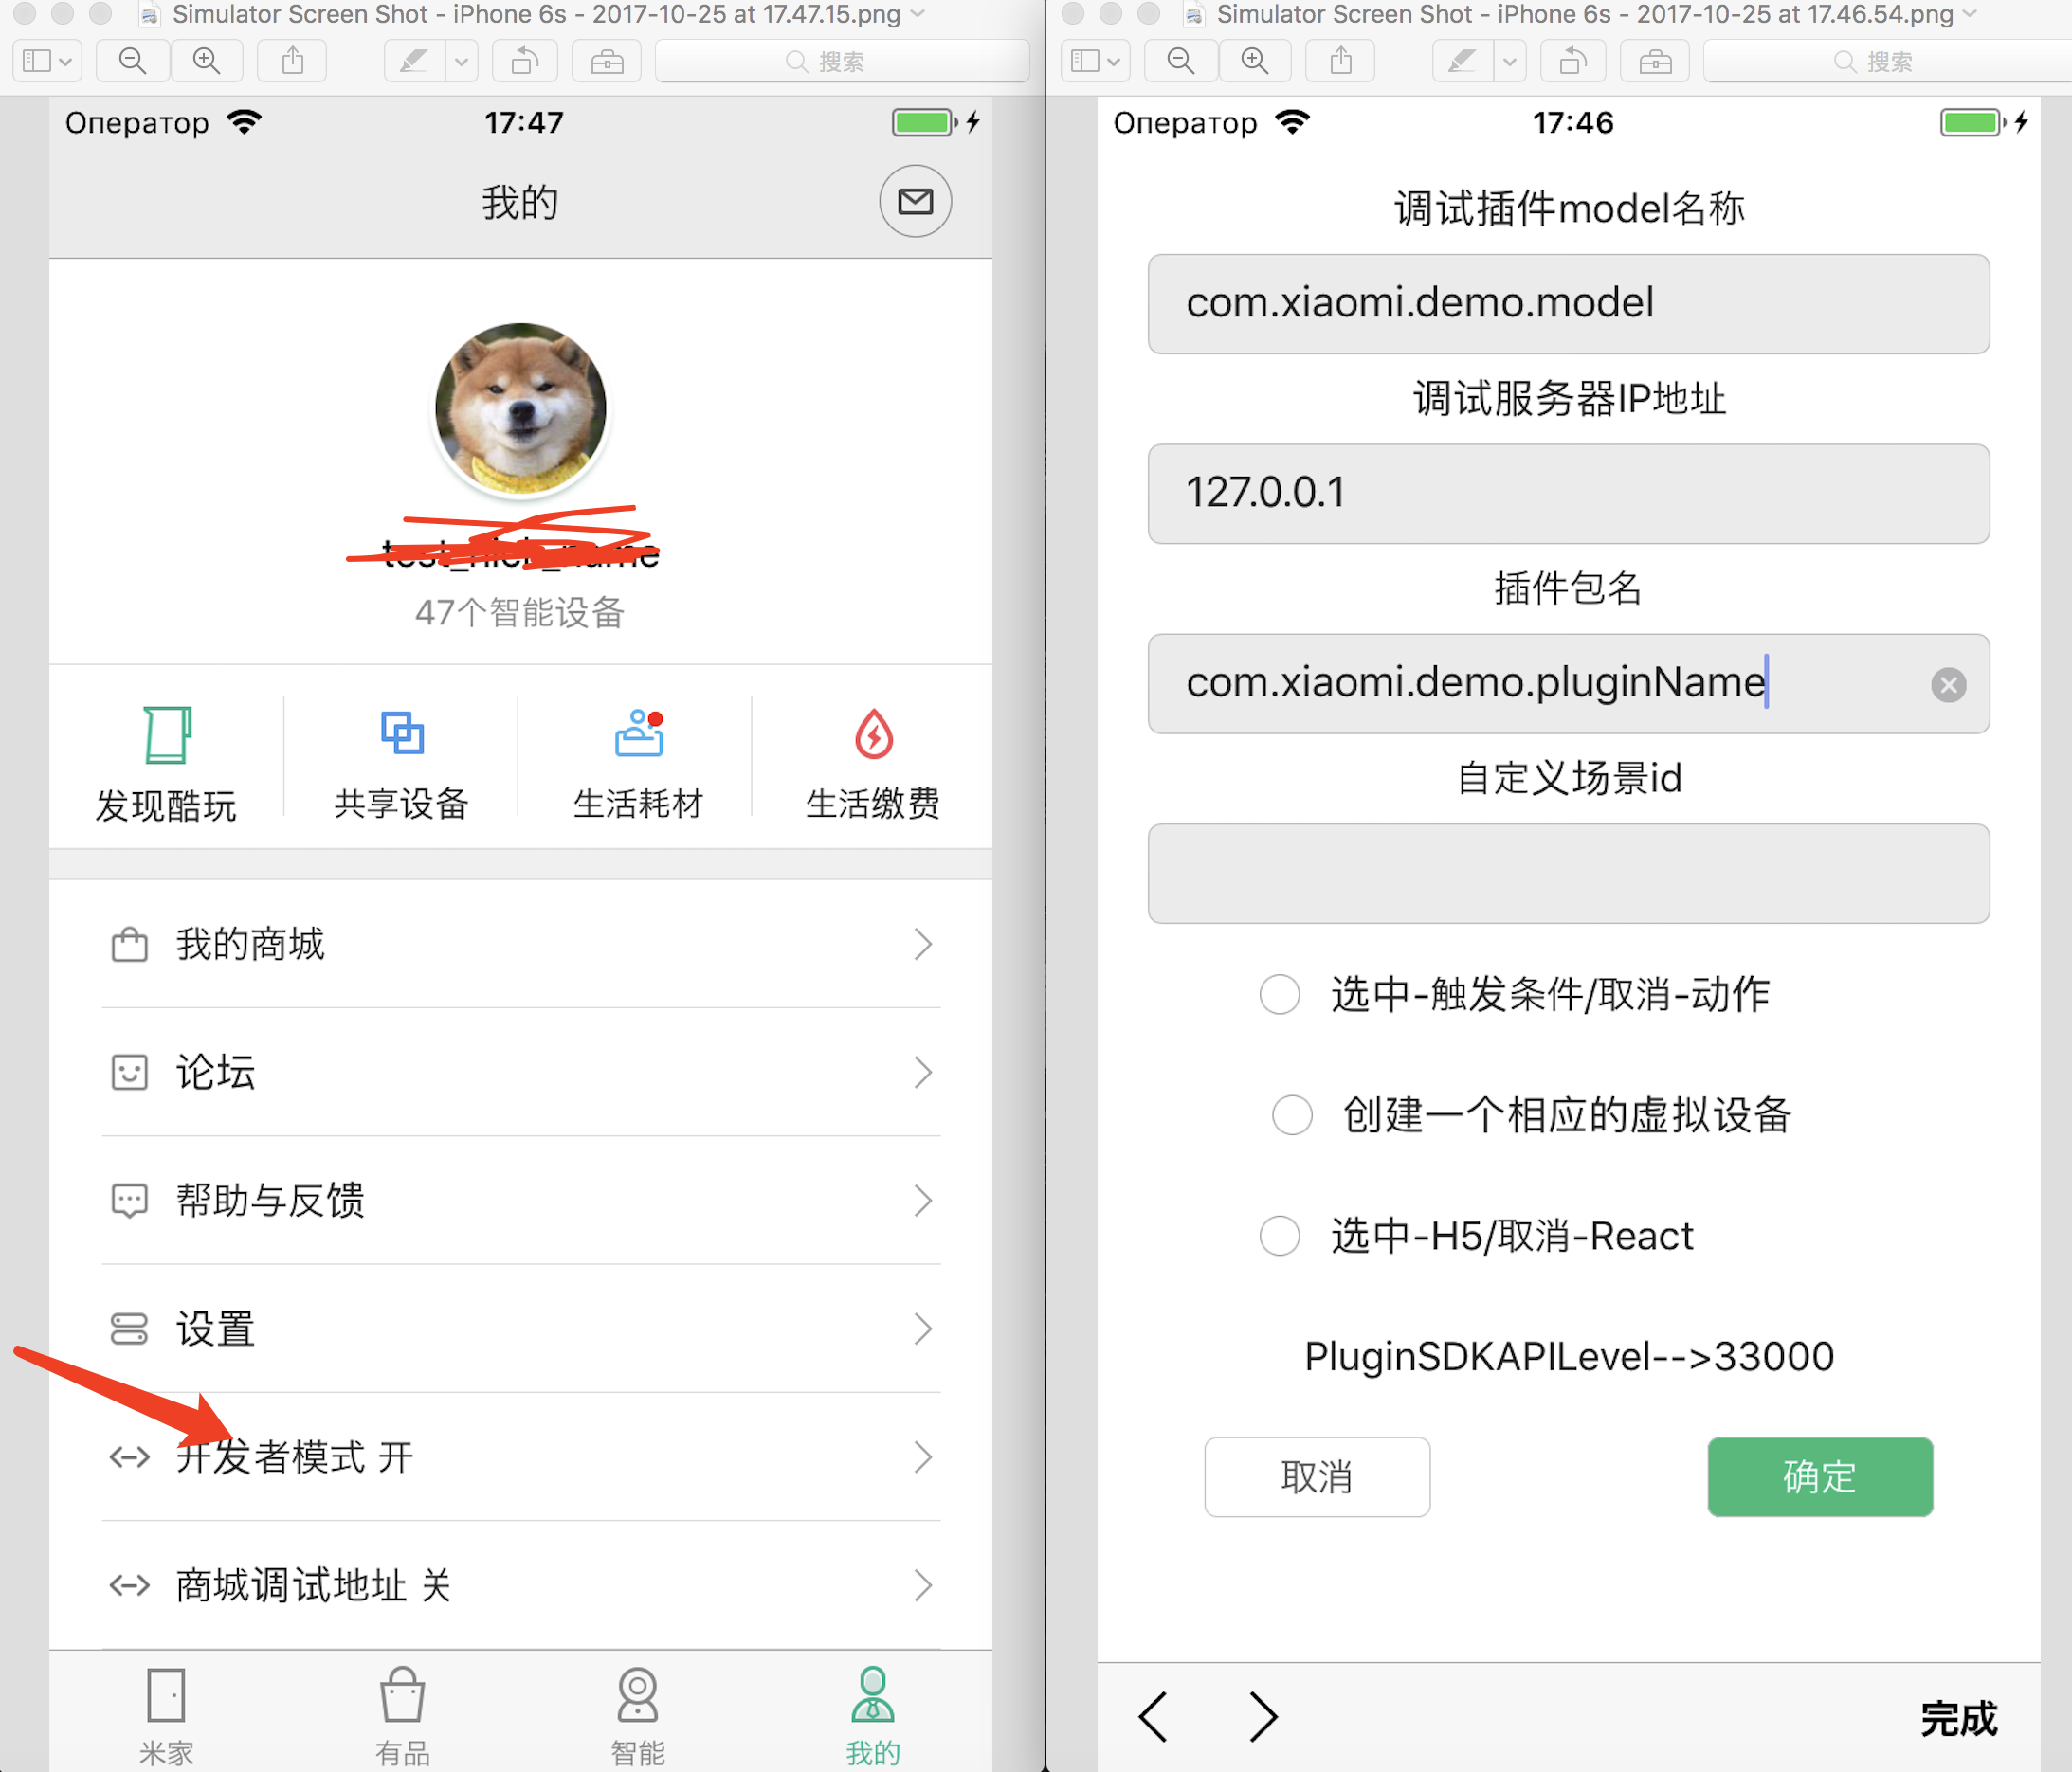 Simulator Screen Shot - iPhone 6s - 2017-10-25 at 17.47.15.png
搜索
Оператор
17:47
我的
47个智能设备
发现酷玩
共享设备
生活耗材
生活缴费
我的商城
论坛
帮助与反馈
设置
开发者模式 开
商城调试地址 关
米家
有品
智能
我的
Simulator Screen Shot - iPhone 6s - 2017-10-25 at 17.46.54.png
搜索
Оператор
17:46
调试插件model名称
com.xiaomi.demo.model
调试服务器IP地址
127.0.0.1
插件包名
com.xiaomi.demo.pluginName
自定义场景id
选中-触发条件/取消-动作
创建一个相应的虚拟设备
选中-H5/取消-React
PluginSDKAPILevel-->33000
取消
确定
完成